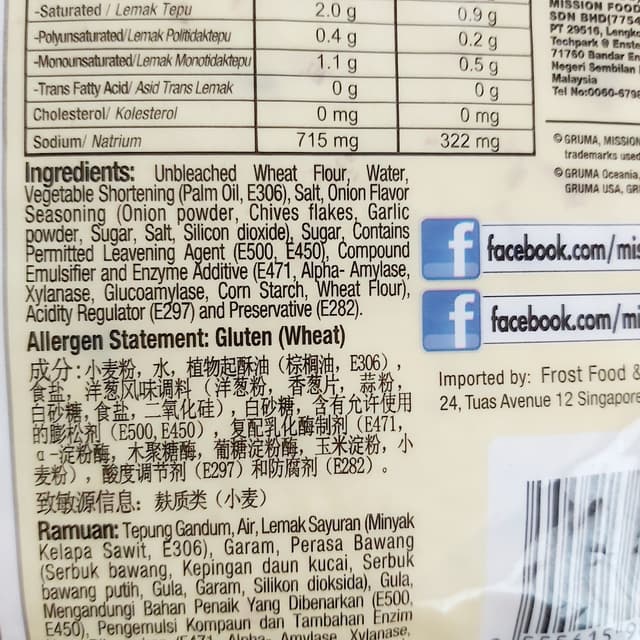 -Saturated / Lemak Tepu 2.0 g 0.9 g
-Polyunsaturated/Lemak Politidaktepu 0.4 g 0.2 g
-Monounsaturated/Lemak Monotidaktepu 1.1 g 0.5 g
-Trans Fatty Acid/ Asid Trans Lemak 0 g 0 g
Cholesterol/ Kolesterol 0 mg 0 mg
Sodium/ Natrium 715 mg 322 mg
Ingredients: Unbleached Wheat Flour, Water,
Vegetable Shortening (Palm Oil, E306), Salt, Onion Flavor
Seasoning (Onion powder, Chives flakes, Garlic
powder, Sugar, Salt, Silicon dioxide), Sugar, Contains
Permitted Leavening Agent (E500, E450), Compound
Emulsifier and Enzyme Additive (E471, Alpha- Amylase,
Xylanase, Glucoamylase, Corn Starch, Wheat Flour),
Acidity Regulator (E297) and Preservative (E282).
Allergen Statement: Gluten (Wheat)
成分:小麦粉，水，植物起酥油（棕榈油，E306），
食盐，洋葱风味调料（洋葱粉，香葱片，蒜粉，
白砂糖，食盐，二氧化硅），白砂糖，含有允许使用
的膨松剂（E500, E450），复配乳化酶制剂（E471,
α-淀粉酶，木聚糖酶，葡糖淀粉酶，玉米淀粉，小
麦粉），酸度调节剂（E297）和防腐剂（E282）。
致敏源信息：麸质类（小麦）
Ramuan: Tepung Gandum, Air, Lemak Sayuran (Minyak
Kelapa Sawit, E306), Garam, Perasa Bawang
(Serbuk bawang, Kepingan daun kucai, Serbuk
bawang putih, Gula, Garam, Silikon dioksida), Gula,
Mengandungi Bahan Penaik Yang Dibenarkan (E500,
E450), Pengemulsi Kompaun dan Tambahan Enzim
Amylase, Xylanase,
MISSION FOOD
SDN BHD(7754
PT 29516, Lengko
Techpark @ Enste
71760 Bandar En
Negeri Sembilan
Malaysia
Tel No:0060-6798
© GRUMA, MISSION
trademarks used
© GRUMA Oceania,
GRUMA USA, GR
f facebook.com/mis
f facebook.com/mi
Imported by: Frost Food &
24, Tuas Avenue 12 Singapore